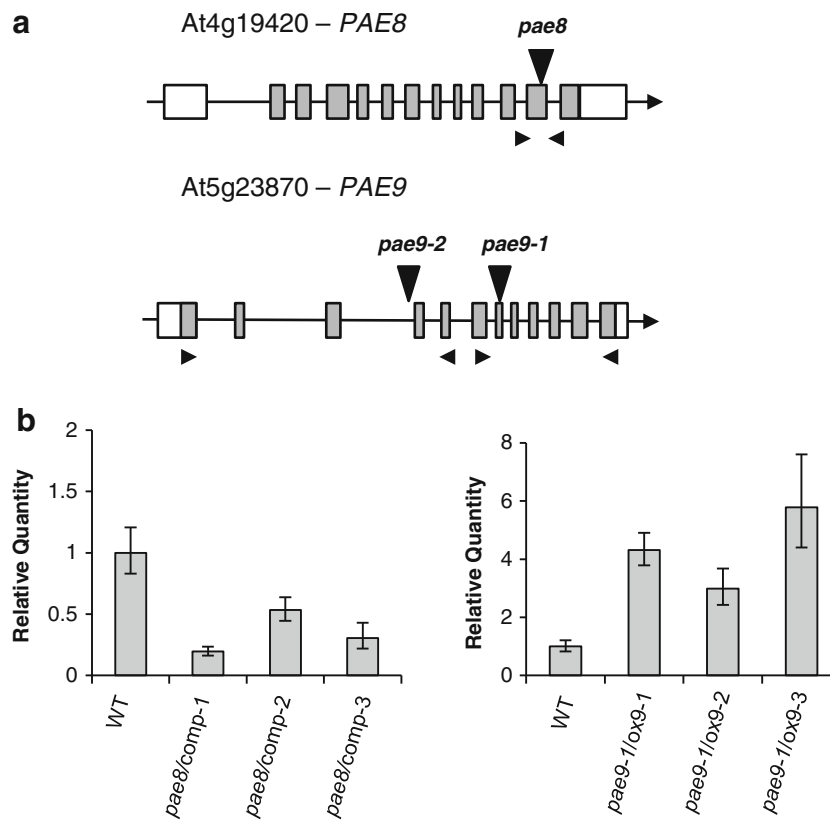 a
At4g19420 – PAE8
pae8
At5g23870 – PAE9
pae9-2 pae9-1
b
2
1.5
1
0.5
0
Relative Quantity
WT
pae8/comp-1
pae8/comp-2
pae8/comp-3
8
6
4
2
0
Relative Quantity
WT
pae9-1/ox9-1
pae9-1/ox9-2
pae9-1/ox9-3